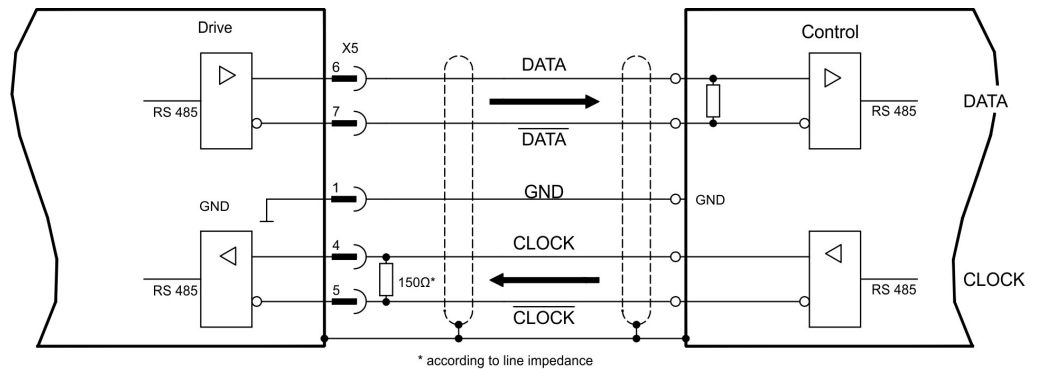 Drive
Control
X5
6
DATA
RS 485
RS 485
DATA
7
DATA
1
GND
GND
GND
4
CLOCK
RS 485
150Ω*
RS 485
CLOCK
5
CLOCK
* according to line impedance